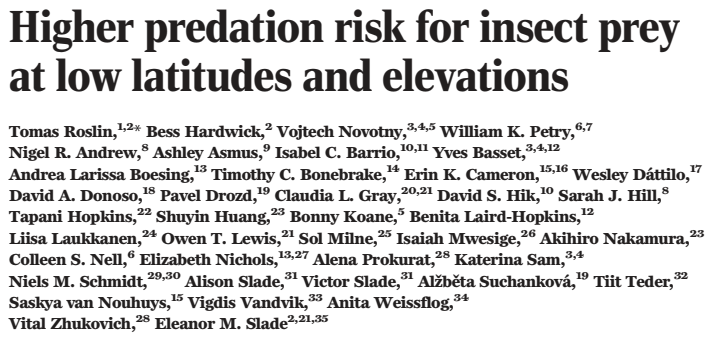 Higher predation risk for insect prey
at low latitudes and elevations
Tomas Roslin,1,2* Bess Hardwick,2 Vojtech Novotny,3,4,5 William K. Petry,6,7
Nigel R. Andrew,8 Ashley Asmus,9 Isabel C. Barrio,10,11 Yves Basset,3,4,12
Andrea Larissa Boesing,13 Timothy C. Bonebrake,14 Erin K. Cameron,15,16 Wesley Dáttilo,17
David A. Donoso,18 Pavel Drozd,19 Claudia L. Gray,20,21 David S. Hik,10 Sarah J. Hill,8
Tapani Hopkins,22 Shuyin Huang,23 Bonny Koane,5 Benita Laird-Hopkins,12
Liisa Laukkanen,24 Owen T. Lewis,21 Sol Milne,25 Isaiah Mwesige,26 Akihiro Nakamura,23
Colleen S. Nell,6 Elizabeth Nichols,13,27 Alena Prokurat,28 Katerina Sam,3,4
Niels M. Schmidt,29,30 Alison Slade,31 Victor Slade,31 Alžběta Suchanková,19 Tiit Teder,32
Saskya van Nouhuys,15 Vigdis Vandvik,33 Anita Weissflog,34
Vital Zhukovich,28 Eleanor M. Slade2,21,35